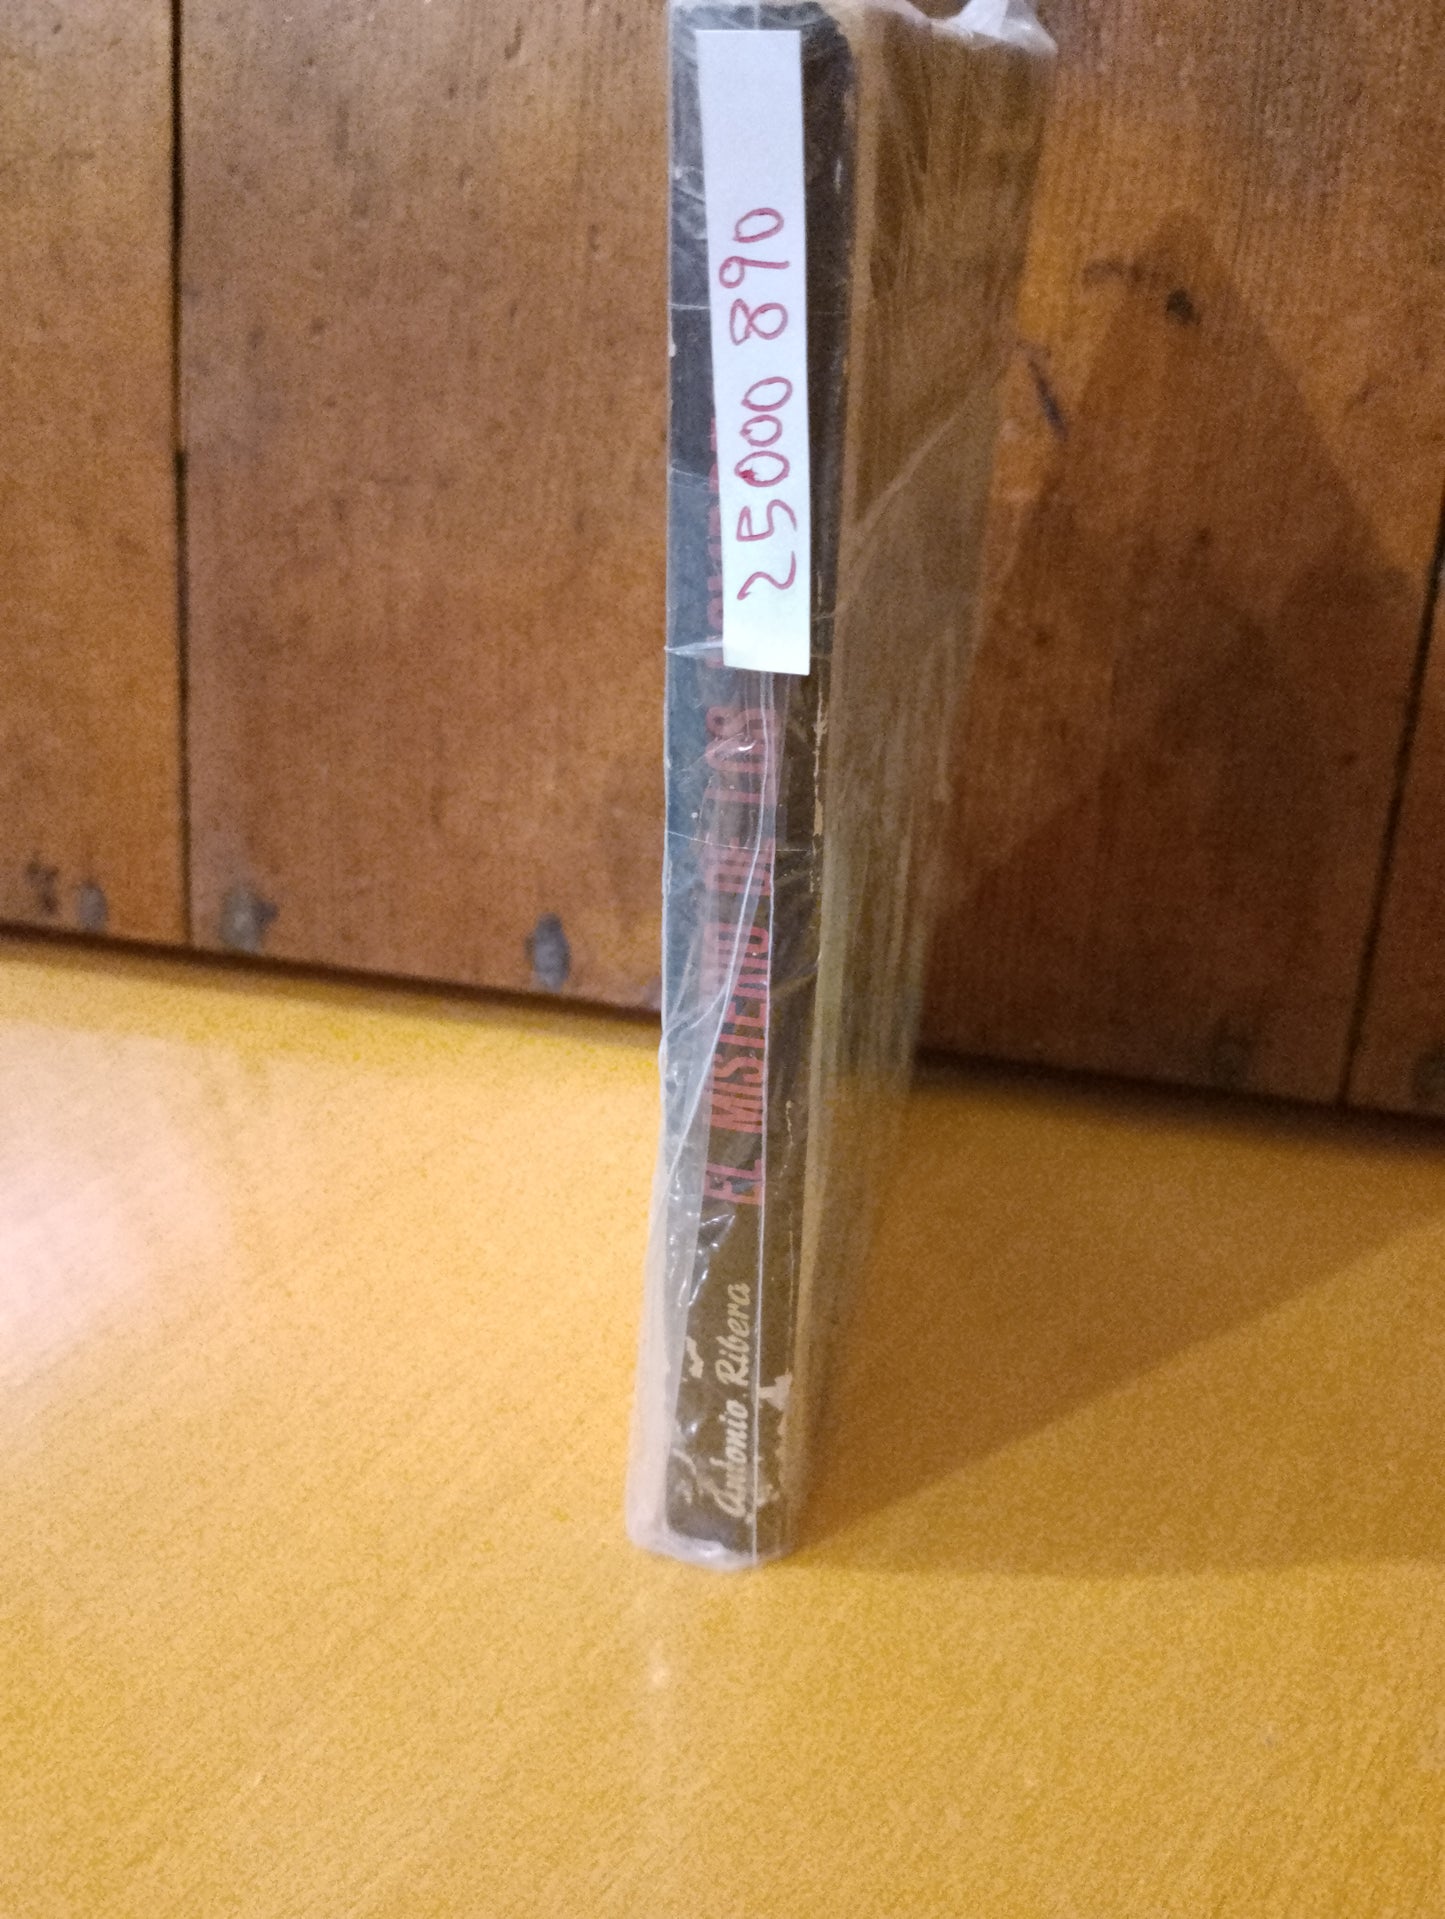 25000 890
EL MISTERIO DE LOS
Antonio Ribera